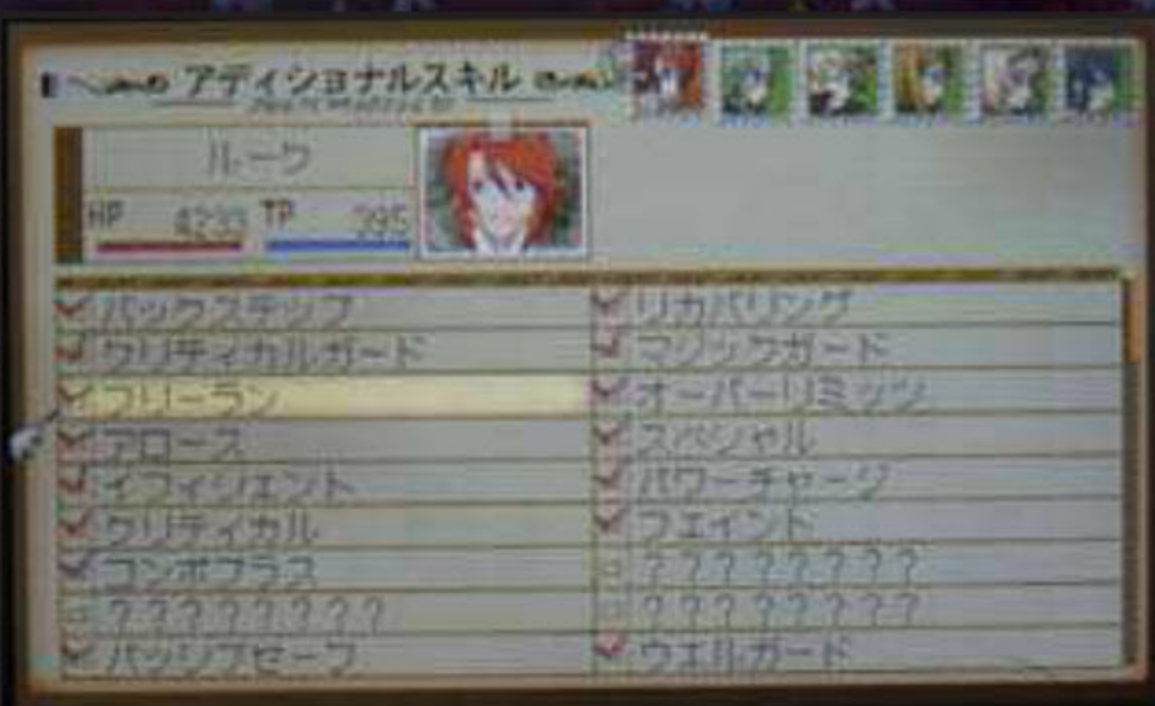 アディショナルスキル
ルーク
HP 4233 TP 295
バックステップ リカバリング
クリティカルガード マジックガード
フリーラン オーバーリミッツ
アローズ スペシャル
イフィシェント パワーチャージ
クリティカル フェイント
コンボプラス ????????
???????? ????????
パッシブセーブ ウエルガード